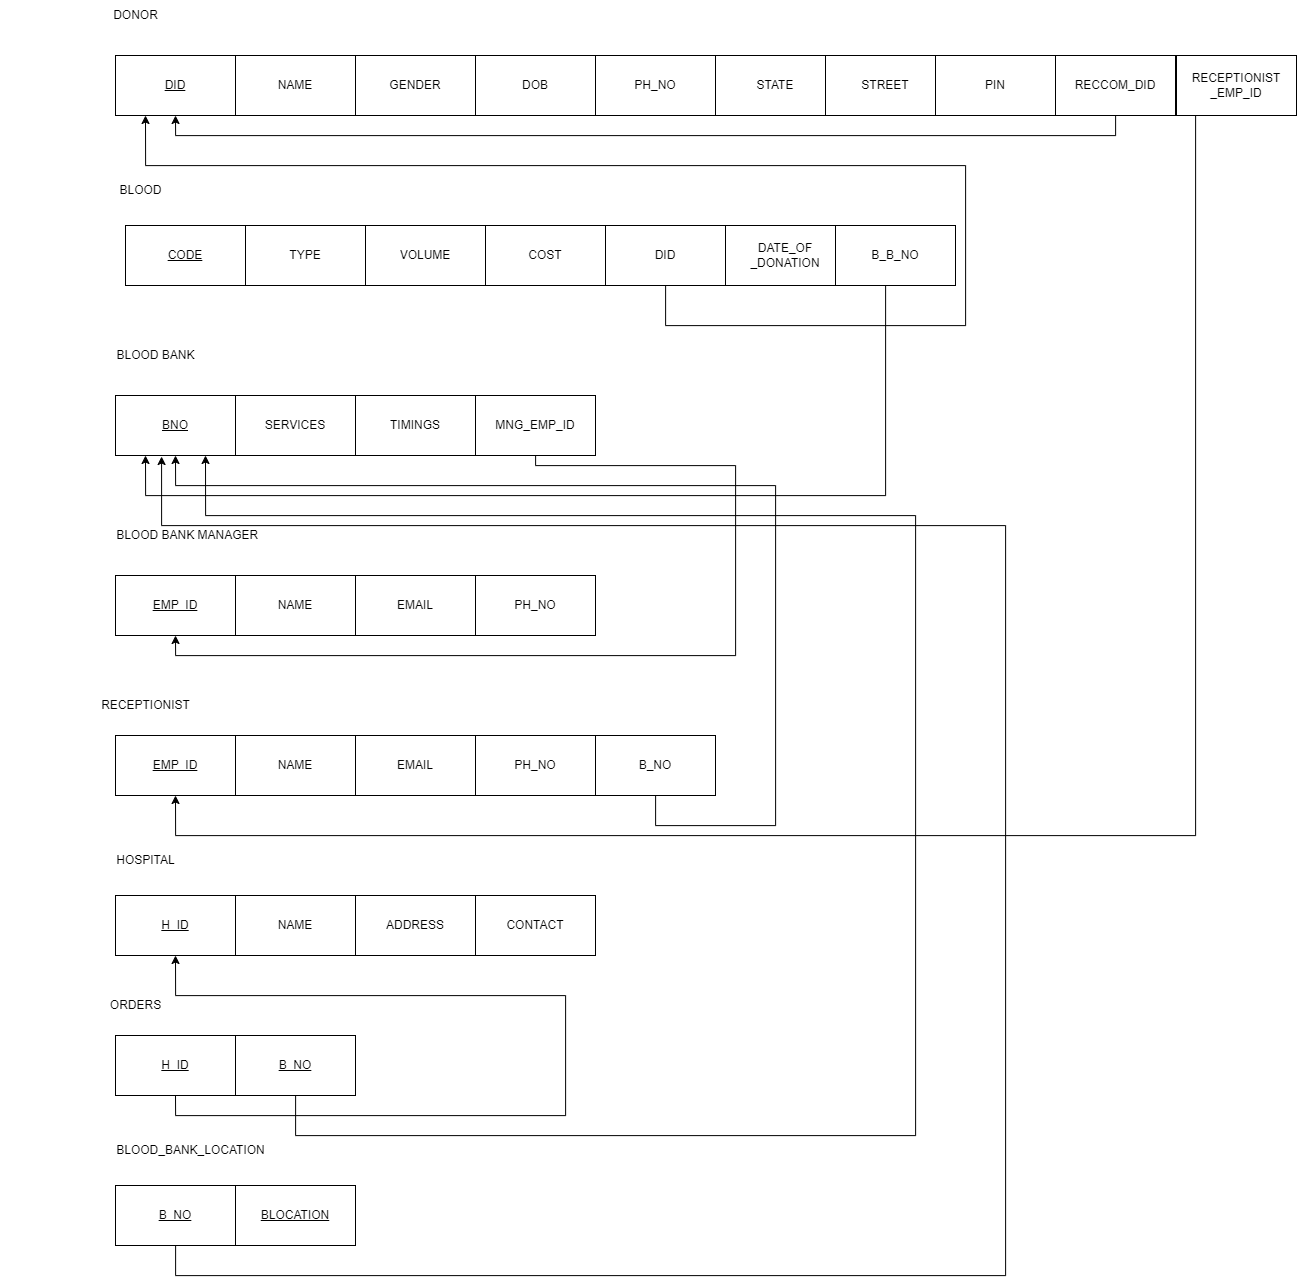 DONOR
DID NAME GENDER DOB PH_NO STATE STREET PIN RECCOM_DID RECEPTIONIST
_EMP_ID
BLOOD
CODE TYPE VOLUME COST DID DATE_OF
_DONATION B_B_NO
BLOOD BANK
BNO SERVICES TIMINGS MNG_EMP_ID
BLOOD BANK MANAGER
EMP_ID NAME EMAIL PH_NO
RECEPTIONIST
EMP_ID NAME EMAIL PH_NO B_NO
HOSPITAL
H_ID NAME ADDRESS CONTACT
ORDERS
H_ID B_NO
BLOOD_BANK_LOCATION
B_NO BLOCATION